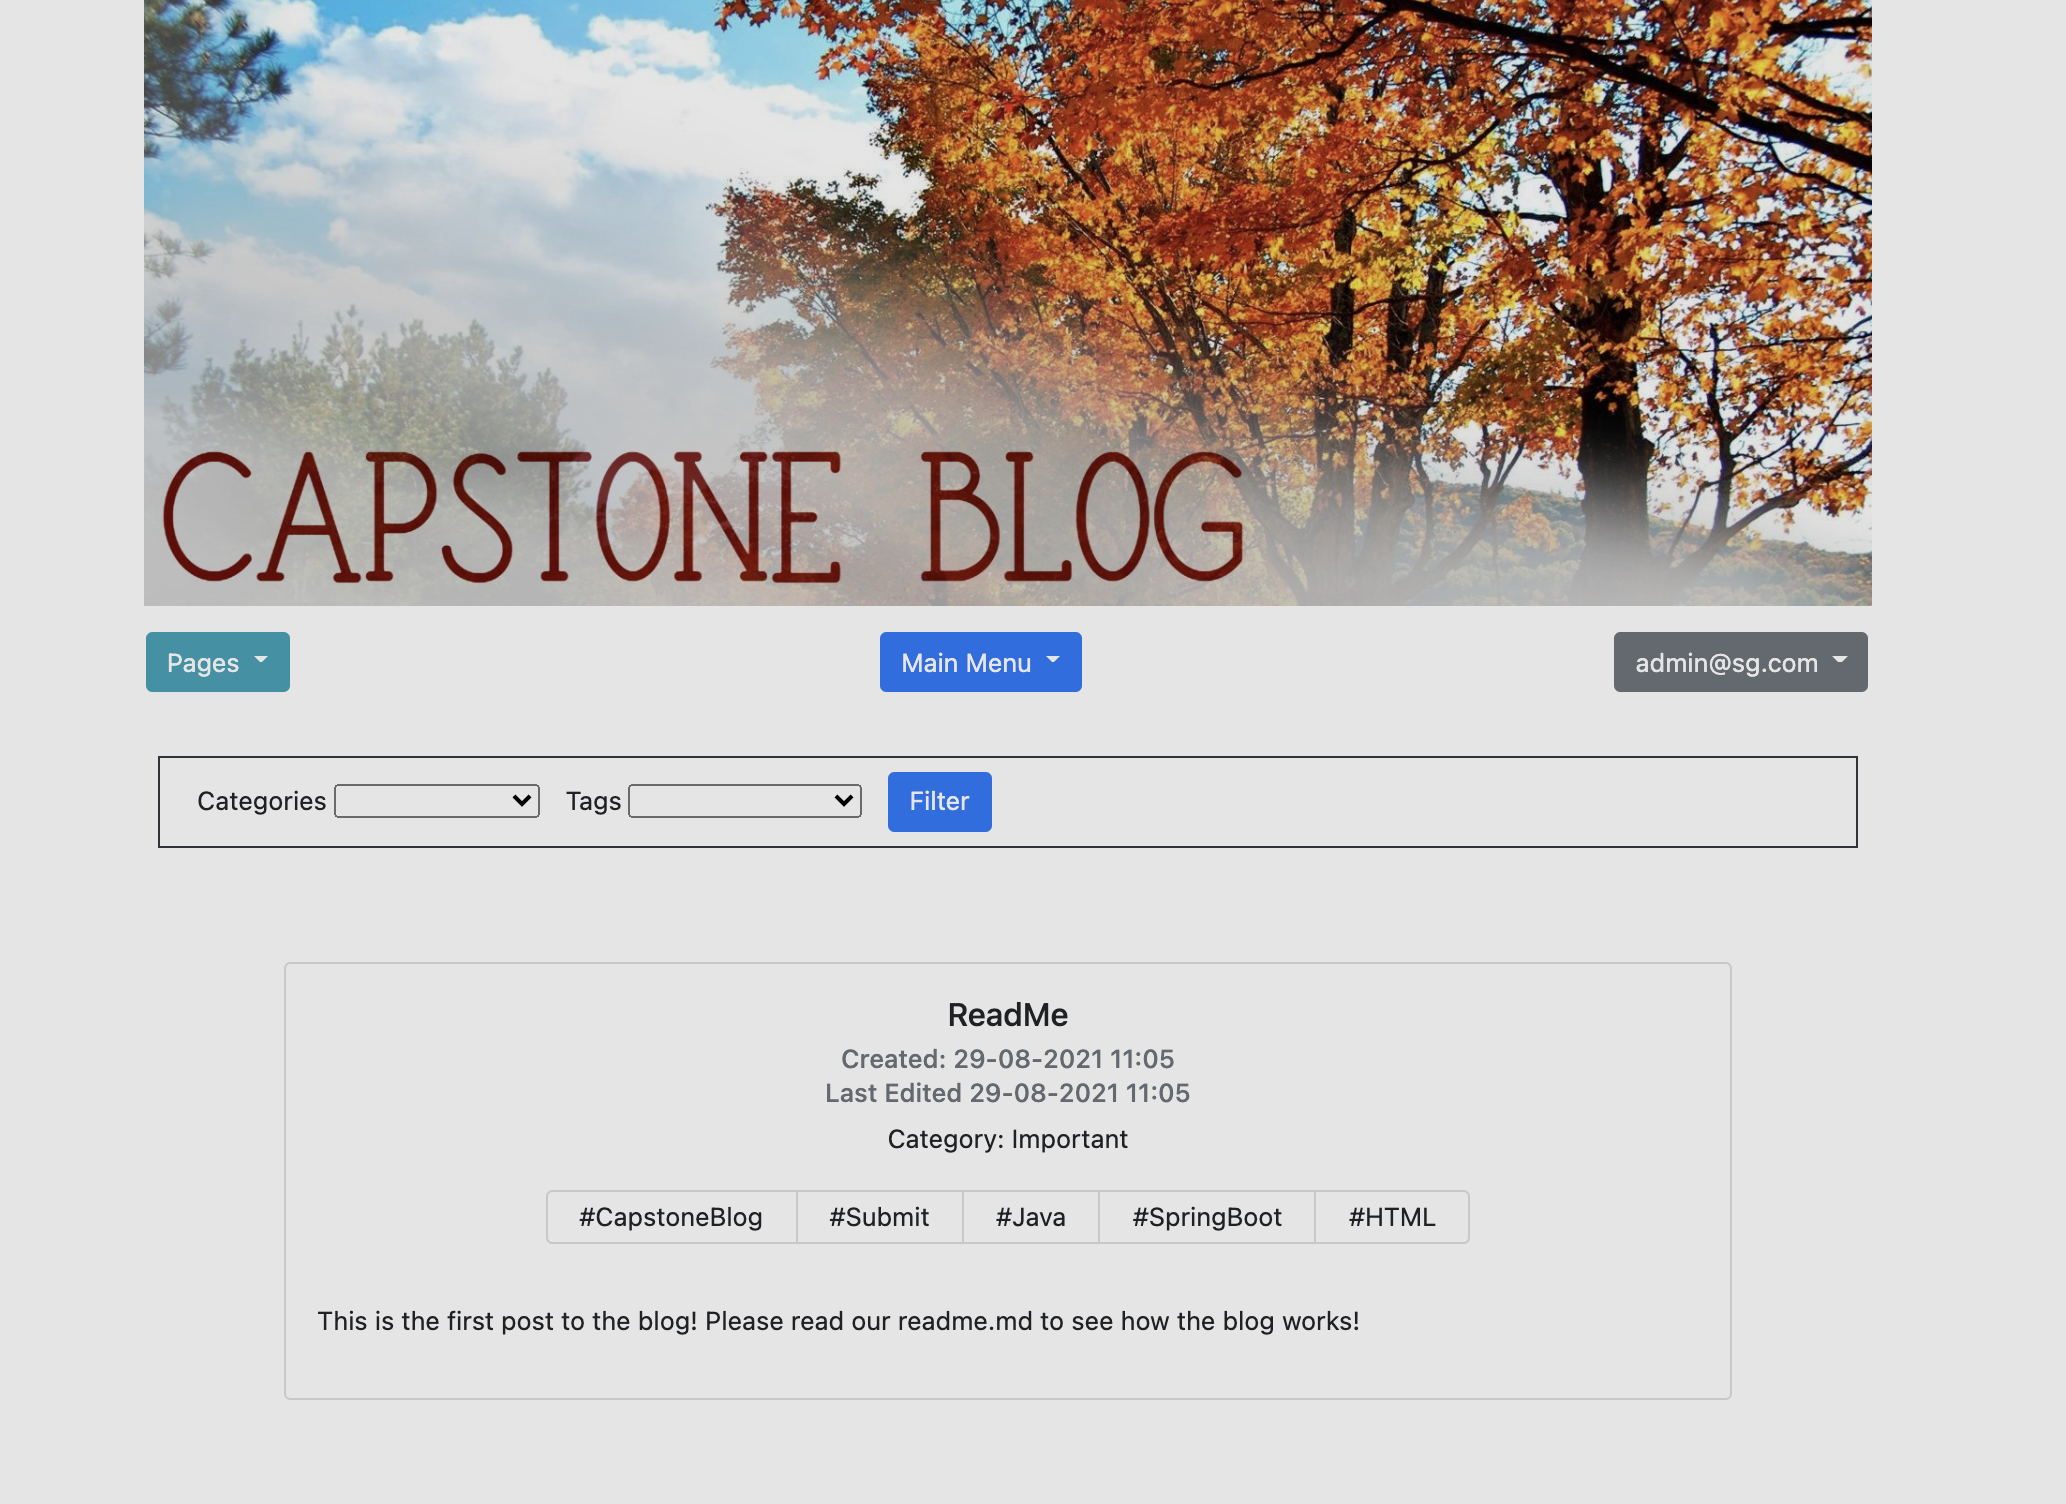 CAPSTONE BLOG
Pages
Main Menu
admin@sg.com
Categories
Tags
Filter
ReadMe
Created: 29-08-2021 11:05
Last Edited 29-08-2021 11:05
Category: Important
#CapstoneBlog #Submit #Java #SpringBoot #HTML
This is the first post to the blog! Please read our readme.md to see how the blog works!